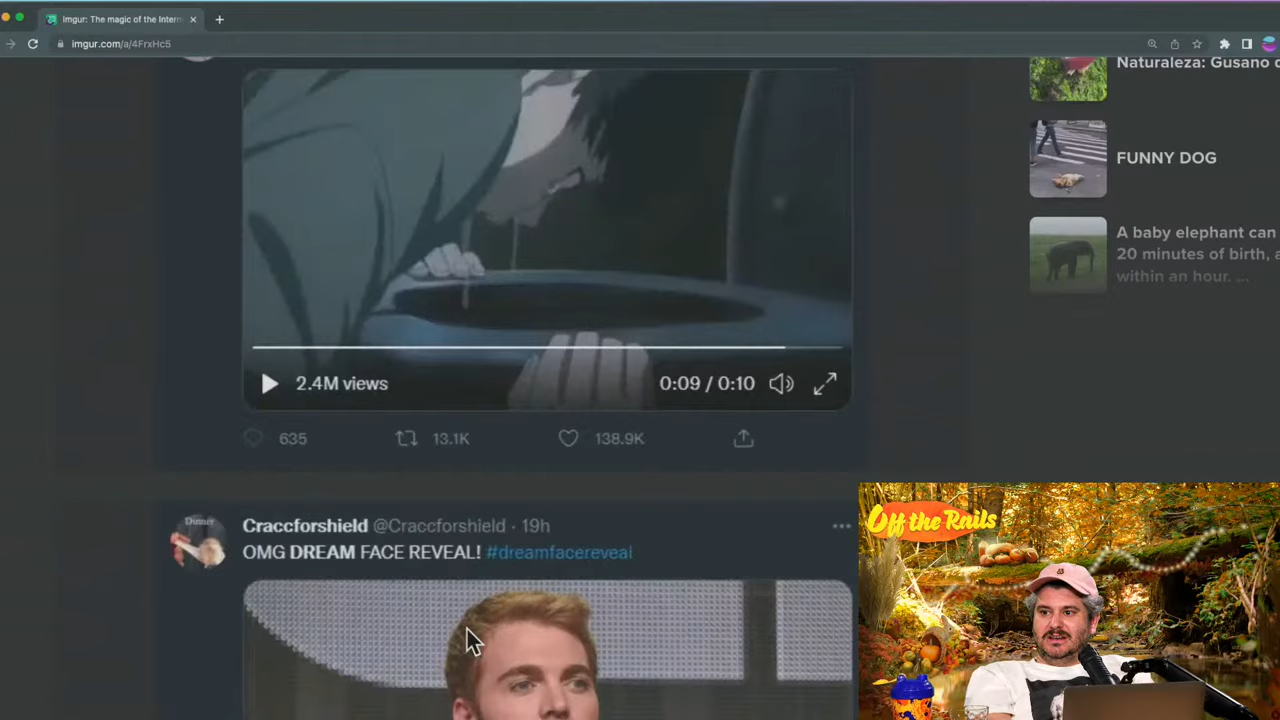 Imgur: The magic of the Intern
imgur.com/a/4FrxHc5
Naturaleza: Gusano d
FUNNY DOG
A baby elephant can
20 minutes of birth, a
within an hour. ...
2.4M views
0:09 / 0:10
635
13.1K
138.9K
Dinner
Craccforshield @Craccforshield · 19h
OMG DREAM FACE REVEAL! #dreamfacereveal
Off the Rails